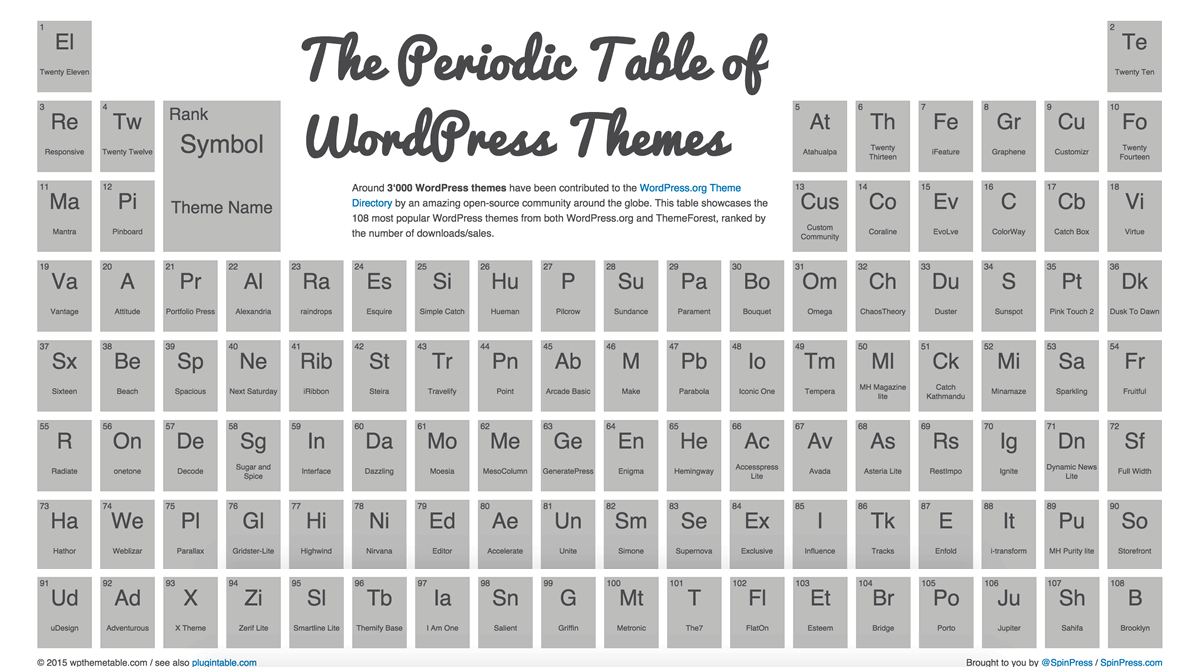 1
El
Twenty Eleven
The Periodic Table of
WordPress Themes
2
Te
Twenty Ten
3
Re
Responsive
4
Tw
Twenty Twelve
Rank
Symbol
Theme Name
5
At
Atahualpa
6
Th
Twenty
Thirteen
7
Fe
iFeature
8
Gr
Graphene
9
Cu
Customizr
10
Fo
Twenty
Fourteen
Around 3'000 WordPress themes have been contributed to the WordPress.org Theme
Directory by an amazing open-source community around the globe. This table showcases the
108 most popular WordPress themes from both WordPress.org and ThemeForest, ranked by
the number of downloads/sales.
11
Ma
Mantra
12
Pi
Pinboard
13
Cus
Custom
Community
14
Co
Coraline
15
Ev
EvoLve
16
C
ColorWay
17
Cb
Catch Box
18
Vi
Virtue
19
Va
Vantage
20
A
Attitude
21
Pr
Portfolio Press
22
Al
Alexandria
23
Ra
raindrops
24
Es
Esquire
25
Si
Simple Catch
26
Hu
Hueman
27
P
Pilcrow
28
Su
Sundance
29
Pa
Parament
30
Bo
Bouquet
31
Om
Omega
32
Ch
ChaosTheory
33
Du
Duster
34
S
Sunspot
35
Pt
Pink Touch 2
36
Dk
Dusk To Dawn
37
Sx
Sixteen
38
Be
Beach
39
Sp
Spacious
40
Ne
Next Saturday
41
Rib
iRibbon
42
St
Steira
43
Tr
Travelify
44
Pn
Point
45
Ab
Arcade Basic
46
M
Make
47
Pb
Parabola
48
Io
Iconic One
49
Tm
Tempera
50
Ml
MH Magazine
lite
51
Ck
Catch
Kathmandu
52
Mi
Minamaze
53
Sa
Sparkling
54
Fr
Fruitful
55
R
Radiate
56
On
onetone
57
De
Decode
58
Sg
Sugar and
Spice
59
In
Interface
60
Da
Dazzling
61
Mo
Moesia
62
Me
MesoColumn
63
Ge
GeneratePress
64
En
Enigma
65
He
Hemingway
66
Ac
Accesspress
Lite
67
Av
Avada
68
As
Asteria Lite
69
Rs
RestImpo
70
Ig
Ignite
71
Dn
Dynamic News
Lite
72
Sf
Full Width
73
Ha
Hathor
74
We
Weblizar
75
Pl
Parallax
76
Gl
Gridster-Lite
77
Hi
Highwind
78
Ni
Nirvana
79
Ed
Editor
80
Ae
Accelerate
81
Un
Unite
82
Sm
Simone
83
Se
Supernova
84
Ex
Exclusive
85
I
Influence
86
Tk
Tracks
87
E
Enfold
88
It
i-transform
89
Pu
MH Purity lite
90
So
Storefront
91
Ud
uDesign
92
Ad
Adventurous
93
X
X Theme
94
Zi
Zerif Lite
95
Sl
Smartline Lite
96
Tb
Themify Base
97
Ia
I Am One
98
Sn
Salient
99
G
Griffin
100
Mt
Metronic
101
T
The7
102
Fl
FlatOn
103
Et
Esteem
104
Br
Bridge
105
Po
Porto
106
Ju
Jupiter
107
Sh
Sahifa
108
B
Brooklyn
© 2015 wpthemetable.com / see also plugintable.com
Brought to you by @SpinPress / SpinPress.com